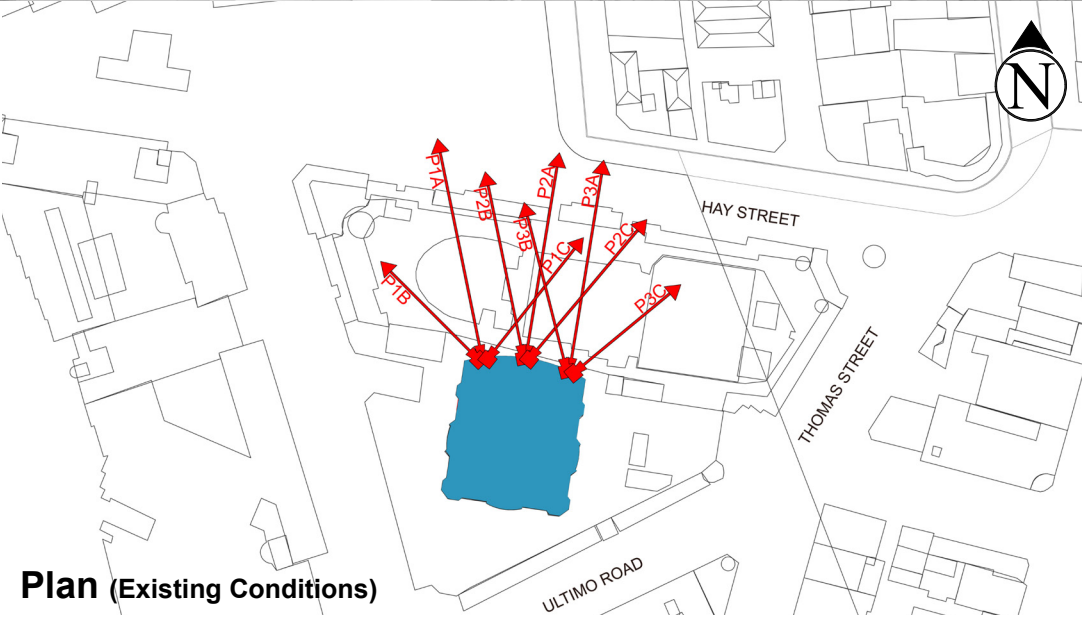 N
P1A
P2B
P2A
P3A
P3B
P1C
P2C
P1B
P3C
HAY STREET
THOMAS STREET
ULTIMO ROAD
Plan (Existing Conditions)